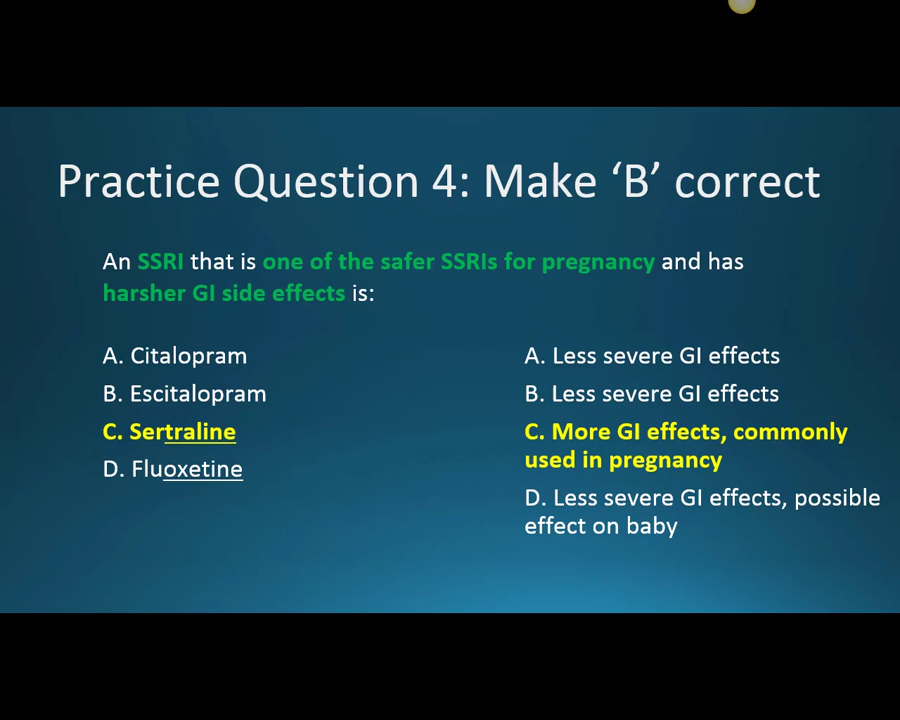 Practice Question 4: Make ‘B’ correct
An SSRI that is one of the safer SSRIs for pregnancy and has
harsher GI side effects is:
A. Citalopram
B. Escitalopram
C. Sertraline
D. Fluoxetine
A. Less severe GI effects
B. Less severe GI effects
C. More GI effects, commonly
used in pregnancy
D. Less severe GI effects, possible
effect on baby